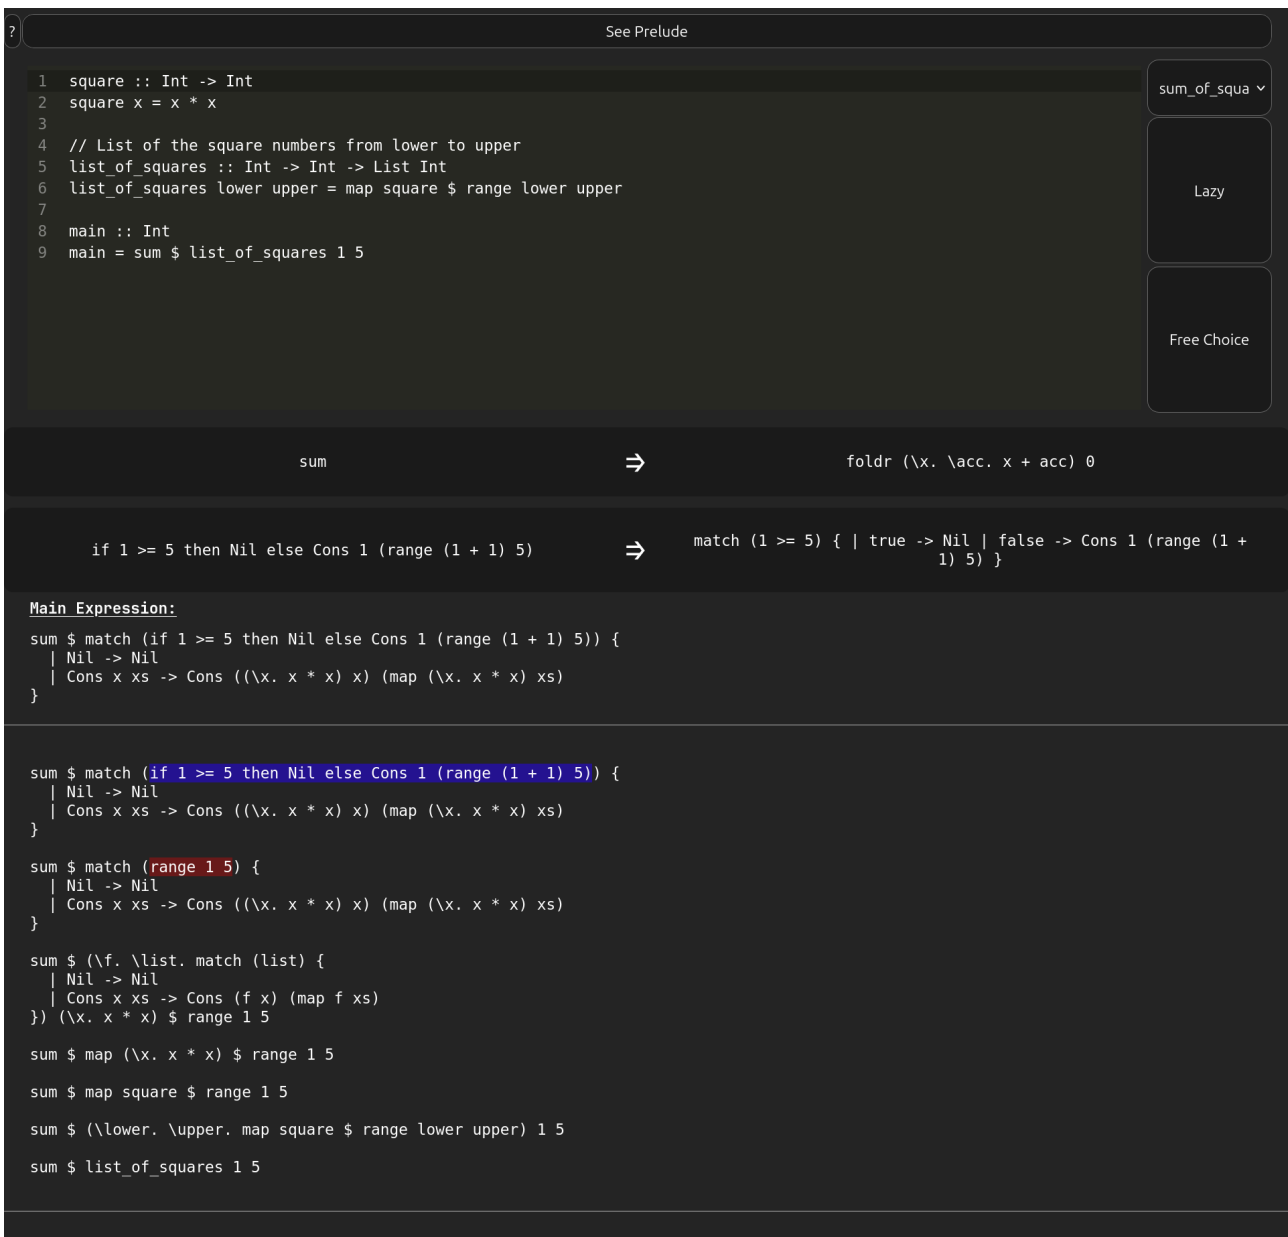 ?
See Prelude
1 square :: Int -> Int
2 square x = x * x
3
4 // List of the square numbers from lower to upper
5 list_of_squares :: Int -> Int -> List Int
6 list_of_squares lower upper = map square $ range lower upper
7
8 main :: Int
9 main = sum $ list_of_squares 1 5
sum_of_squa
Lazy
Free Choice
sum ⇒ foldr (\x. \acc. x + acc) 0
if 1 >= 5 then Nil else Cons 1 (range (1 + 1) 5) ⇒ match (1 >= 5) { | true -> Nil | false -> Cons 1 (range (1 +
1) 5) }
Main Expression:
sum $ match (if 1 >= 5 then Nil else Cons 1 (range (1 + 1) 5)) {
  | Nil -> Nil
  | Cons x xs -> Cons ((\x. x * x) x) (map (\x. x * x) xs)
}
sum $ match (if 1 >= 5 then Nil else Cons 1 (range (1 + 1) 5)) {
  | Nil -> Nil
  | Cons x xs -> Cons ((\x. x * x) x) (map (\x. x * x) xs)
}
sum $ match (range 1 5) {
  | Nil -> Nil
  | Cons x xs -> Cons ((\x. x * x) x) (map (\x. x * x) xs)
}
sum $ (\f. \list. match (list) {
  | Nil -> Nil
  | Cons x xs -> Cons (f x) (map f xs)
}) (\x. x * x) $ range 1 5
sum $ map (\x. x * x) $ range 1 5
sum $ map square $ range 1 5
sum $ (\lower. \upper. map square $ range lower upper) 1 5
sum $ list_of_squares 1 5